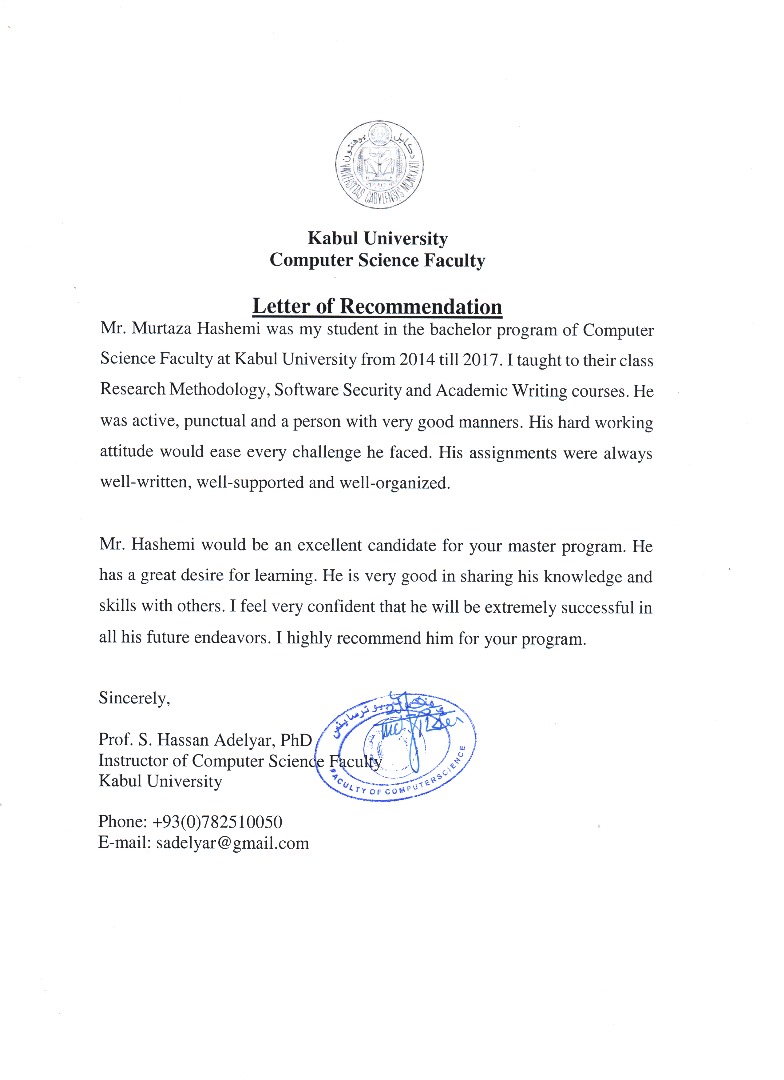 د کابل پوهنتون
UNIVERSITAS CABULENSIS MCMXXXII
Kabul University
Computer Science Faculty
Letter of Recommendation
Mr. Murtaza Hashemi was my student in the bachelor program of Computer
Science Faculty at Kabul University from 2014 till 2017. I taught to their class
Research Methodology, Software Security and Academic Writing courses. He
was active, punctual and a person with very good manners. His hard working
attitude would ease every challenge he faced. His assignments were always
well-written, well-supported and well-organized.
Mr. Hashemi would be an excellent candidate for your master program. He
has a great desire for learning. He is very good in sharing his knowledge and
skills with others. I feel very confident that he will be extremely successful in
all his future endeavors. I highly recommend him for your program.
Sincerely,
Prof. S. Hassan Adelyar, PhD
Instructor of Computer Science Faculty
Kabul University
FACULTY OF COMPUTERSCIENCE
Phone: +93(0)782510050
E-mail: sadelyar@gmail.com